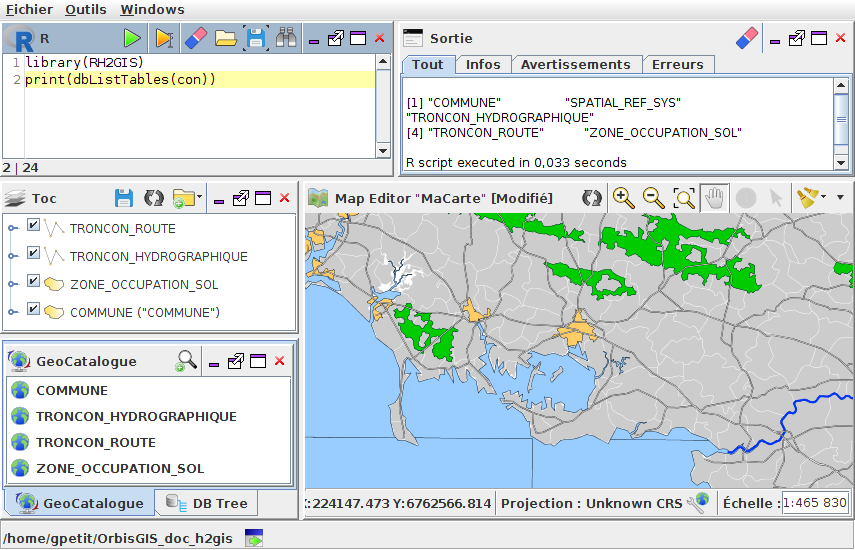 Fichier Outils Windows
R
1 library(RH2GIS)
2 print(dbListTables(con))
2 | 24
Sortie
Tout Infos Avertissements Erreurs
[1] "COMMUNE" "SPATIAL_REF_SYS"
"TRONCON_HYDROGRAPHIQUE"
[4] "TRONCON_ROUTE" "ZONE_OCCUPATION_SOL"
R script executed in 0,033 seconds
Toc
TRONCON_ROUTE
TRONCON_HYDROGRAPHIQUE
ZONE_OCCUPATION_SOL
COMMUNE ("COMMUNE")
GeoCatalogue
COMMUNE
TRONCON_HYDROGRAPHIQUE
TRONCON_ROUTE
ZONE_OCCUPATION_SOL
GeoCatalogue DB Tree
Map Editor "MaCarte" [Modifié]
X:224147.473 Y:6762566.814 Projection : Unknown CRS Échelle : 1:465 830
/home/gpetit/OrbisGIS_doc_h2gis